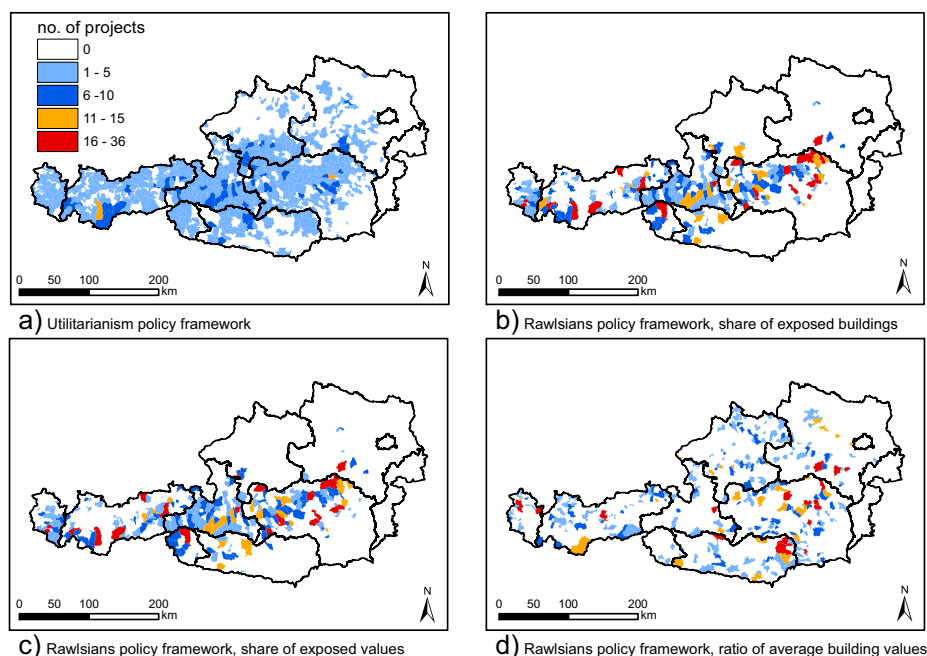 no. of projects
0
1 - 5
6 -10
11 - 15
16 - 36
0 50 100 200
km
N
a) Utilitarianism policy framework
0 50 100 200
km
N
b) Rawlsians policy framework, share of exposed buildings
0 50 100 200
km
N
c) Rawlsians policy framework, share of exposed values
0 50 100 200
km
N
d) Rawlsians policy framework, ratio of average building values